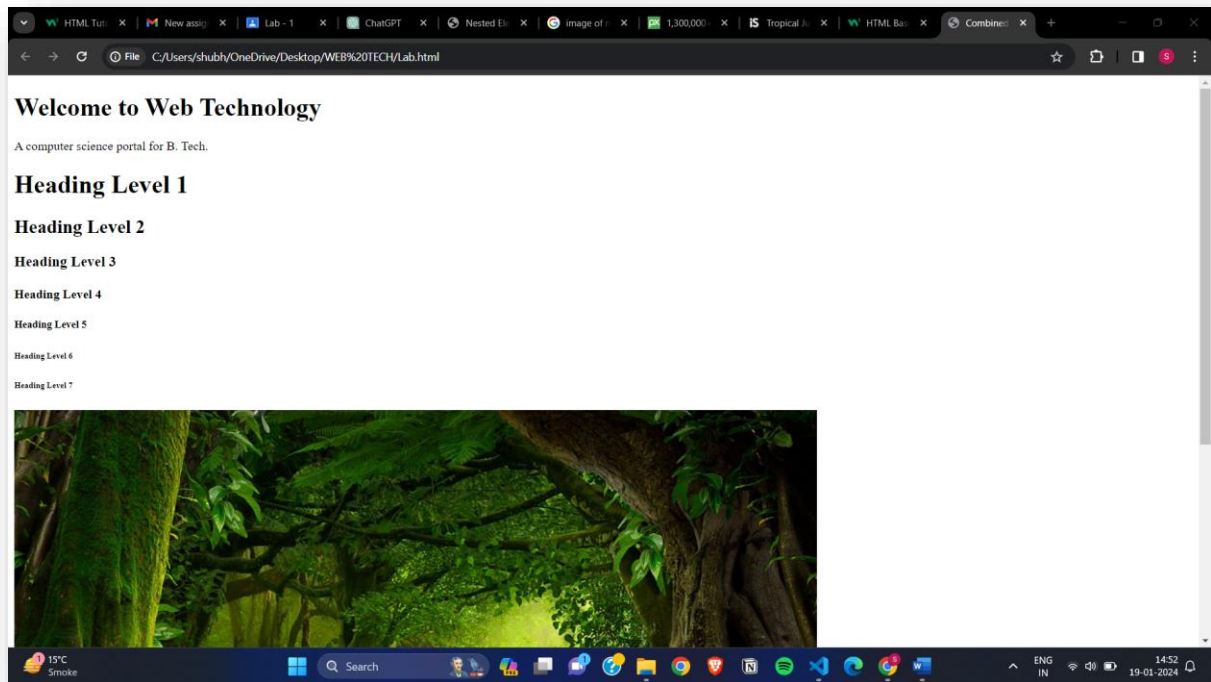 HTML Tuto
New assig
Lab - 1
ChatGPT
Nested Ele
image of n
1,300,000+
iS Tropical Ju
HTML Bas
Combined
File C:/Users/shubh/OneDrive/Desktop/WEB%20TECH/Lab.html
S
Welcome to Web Technology
A computer science portal for B. Tech.
Heading Level 1
Heading Level 2
Heading Level 3
Heading Level 4
Heading Level 5
Heading Level 6
Heading Level 7
1
15°C
Smoke
Search
ENG
IN
14:52
19-01-2024